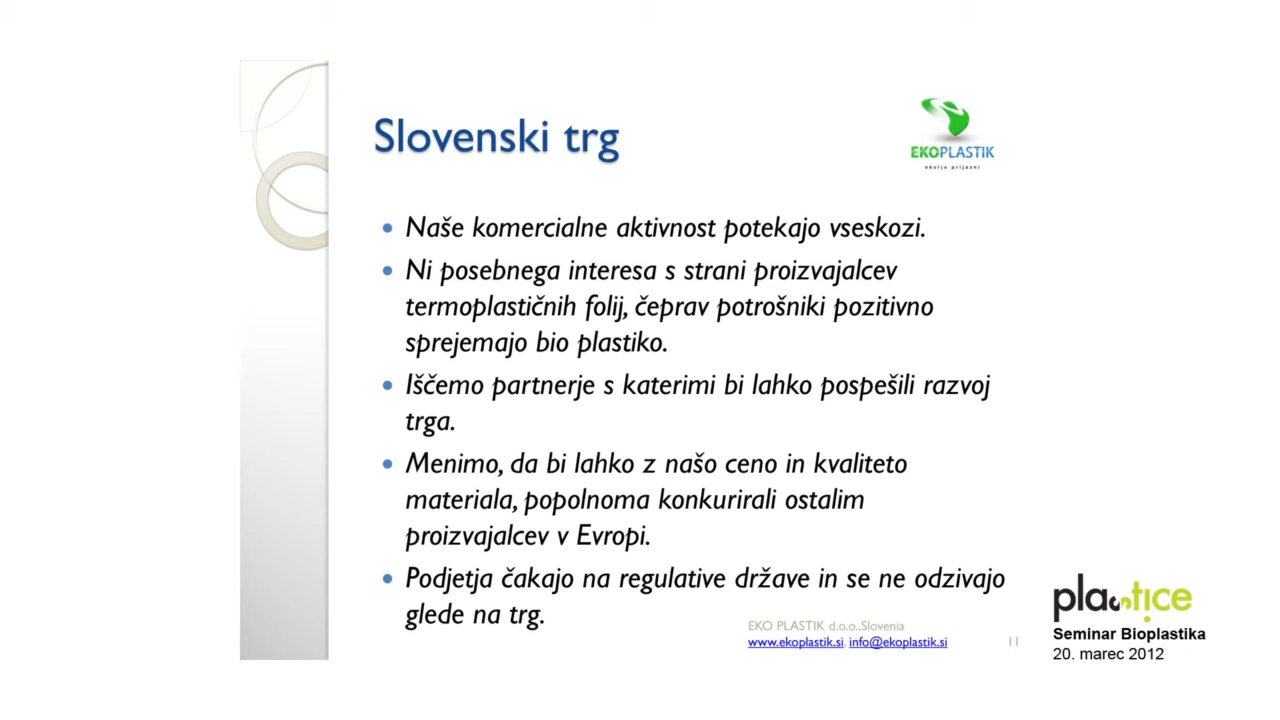 Slovenski trg
EKOPLASTIK
okolju prijazni
Naše komercialne aktivnost potekajo vseskozi.
Ni posebnega interesa s strani proizvajalcev
termoplastičnih folij, čeprav potrošniki pozitivno
sprejemajo bio plastiko.
Iščemo partnerje s katerimi bi lahko pospešili razvoj
trga.
Menimo, da bi lahko z našo ceno in kvaliteto
materiala, popolnoma konkurirali ostalim
proizvajalcev v Evropi.
Podjetja čakajo na regulative države in se ne odzivajo
glede na trg.
EKO PLASTIK d.o.o..Slovenia
www.ekoplastik.si. info@ekoplastik.si
11
plastice
Seminar Bioplastika
20. marec 2012